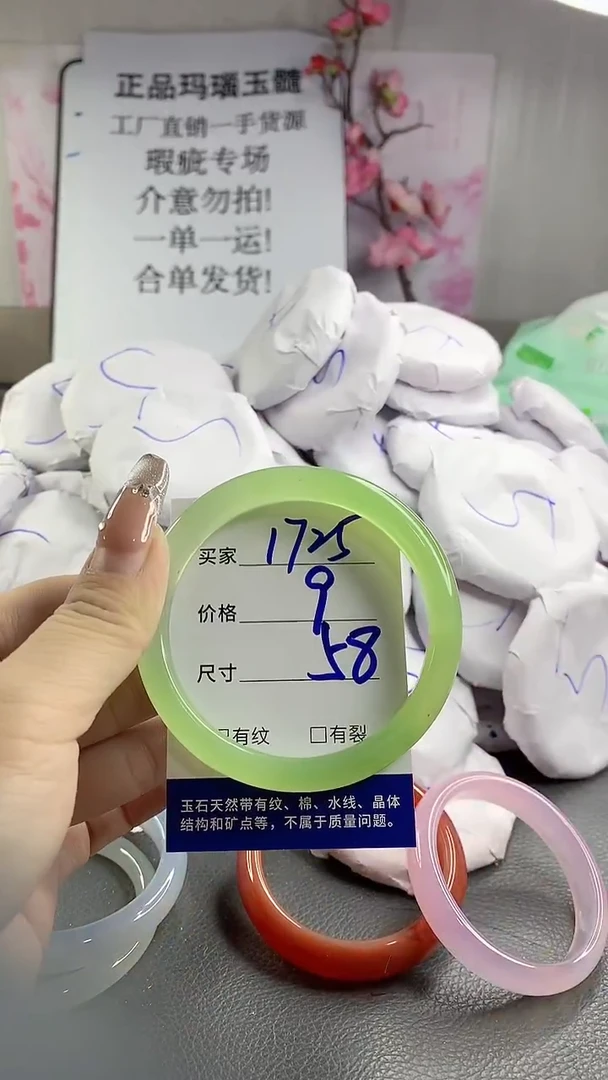 正品玛瑙玉髓
工厂直销一手货源
瑕疵专场
介意勿拍!
一单一运!
合单发货!
买家 1725
价格 9
尺寸 58
□有纹 □有裂
玉石天然带有纹、棉、水线、晶体
结构和矿点等，不属于质量问题。